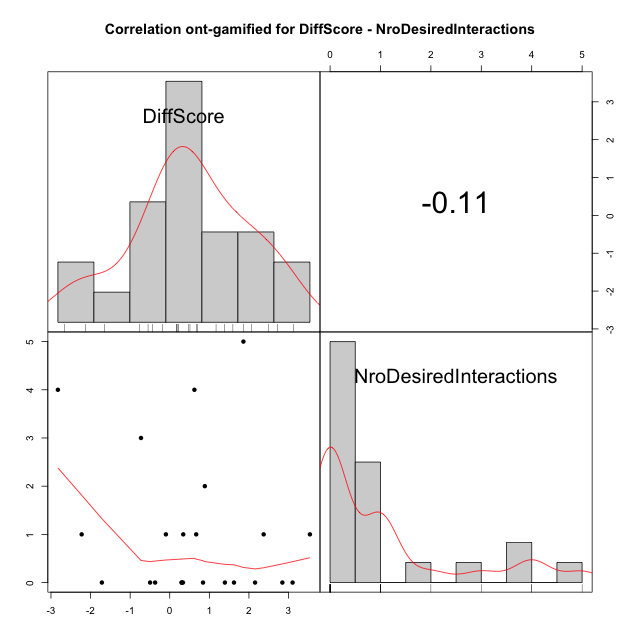 Correlation ont-gamified for DiffScore - NroDesiredInteractions
0 1 2 3 4 5
DiffScore
-0.11
3
2
1
0
-1
-2
-3
5
4
3
2
1
0
NroDesiredInteractions
-3 -2 -1 0 1 2 3